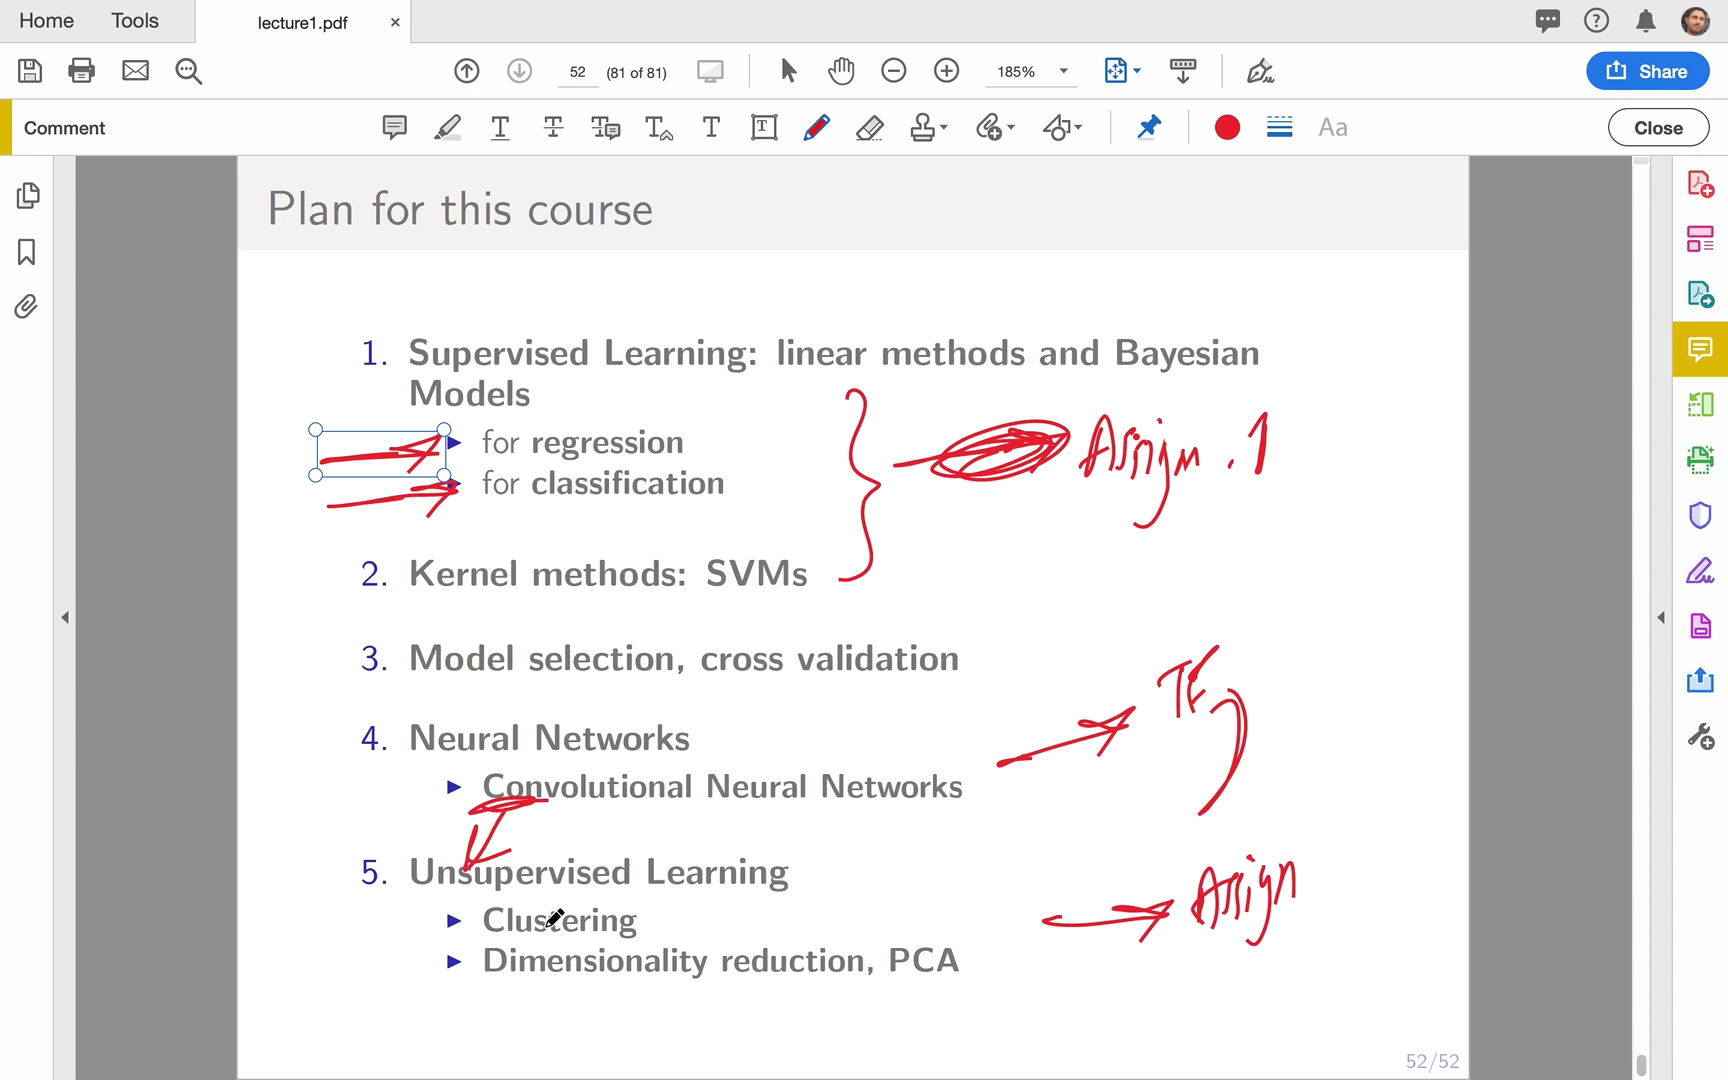 Home Tools lecture1.pdf ×
52 (81 of 81) 185% Share
Comment Aa Close
Plan for this course
1. Supervised Learning: linear methods and Bayesian
Models
▶ for regression
▶ for classification
Assign. 1
2. Kernel methods: SVMs
3. Model selection, cross validation
TF
4. Neural Networks
▶ Convolutional Neural Networks
5. Unsupervised Learning
Assign
▶ Clustering
▶ Dimensionality reduction, PCA
52/52